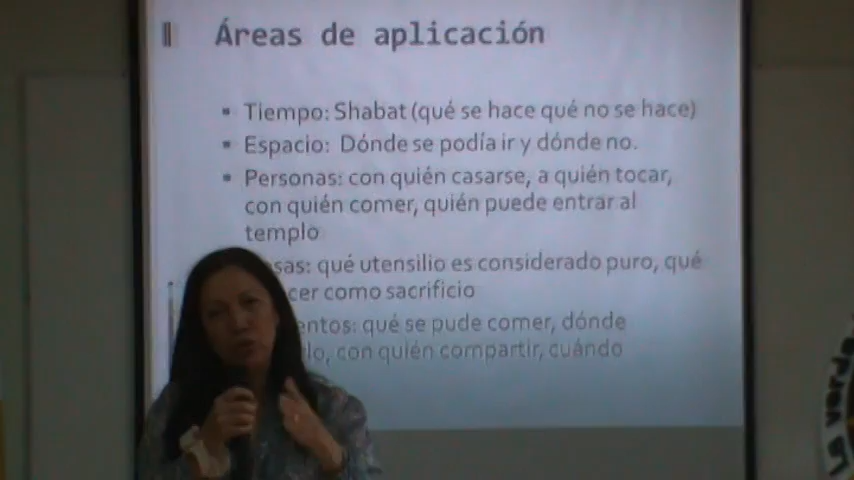 Áreas de aplicación
▪ Tiempo: Shabat (qué se hace qué no se hace)
▪ Espacio: Dónde se podía ir y dónde no.
▪ Personas: con quién casarse, a quién tocar,
con quién comer, quién puede entrar al
templo
sas: qué utensilio es considerado puro, qué
cer como sacrificio
entos: qué se pude comer, dónde
lo, con quién compartir, cuándo
La verda